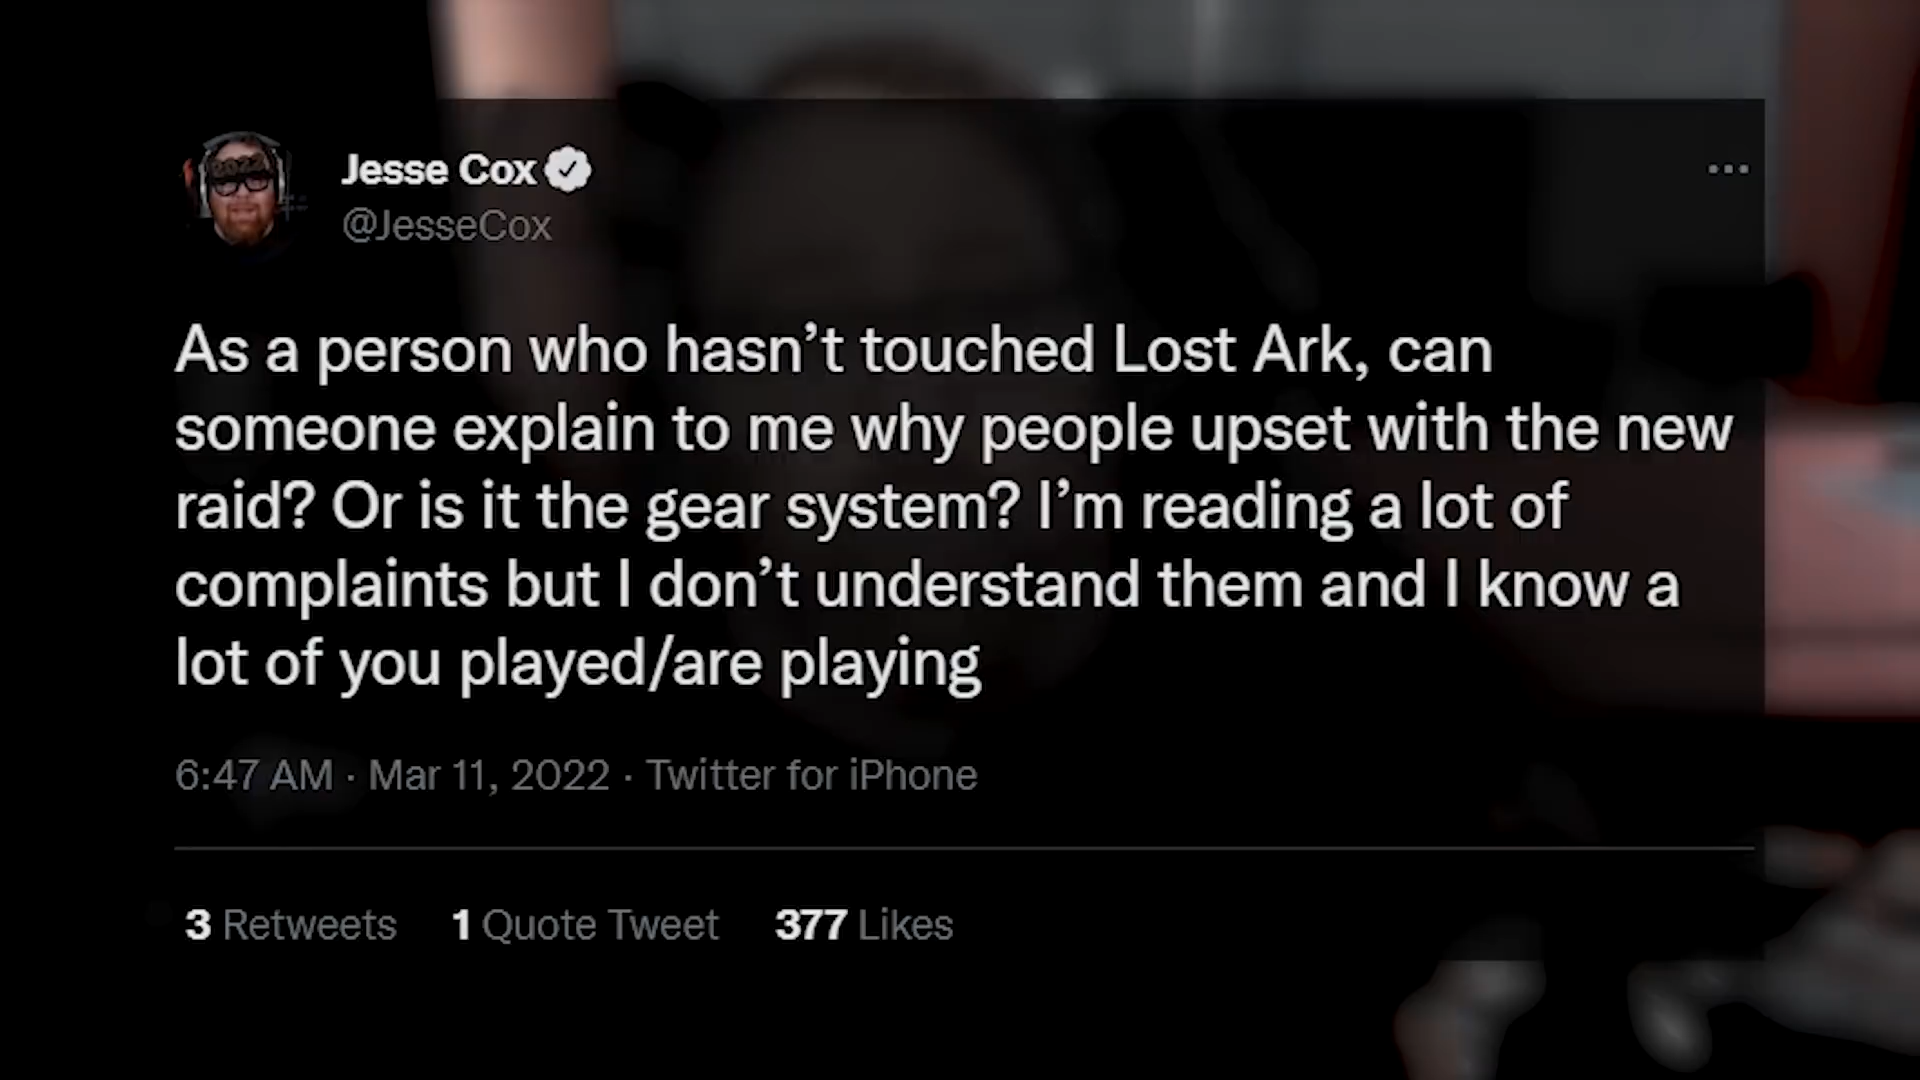 Jesse Cox
@JesseCox
As a person who hasn’t touched Lost Ark, can
someone explain to me why people upset with the new
raid? Or is it the gear system? I’m reading a lot of
complaints but I don’t understand them and I know a
lot of you played/are playing
6:47 AM · Mar 11, 2022 · Twitter for iPhone
3 Retweets 1 Quote Tweet 377 Likes